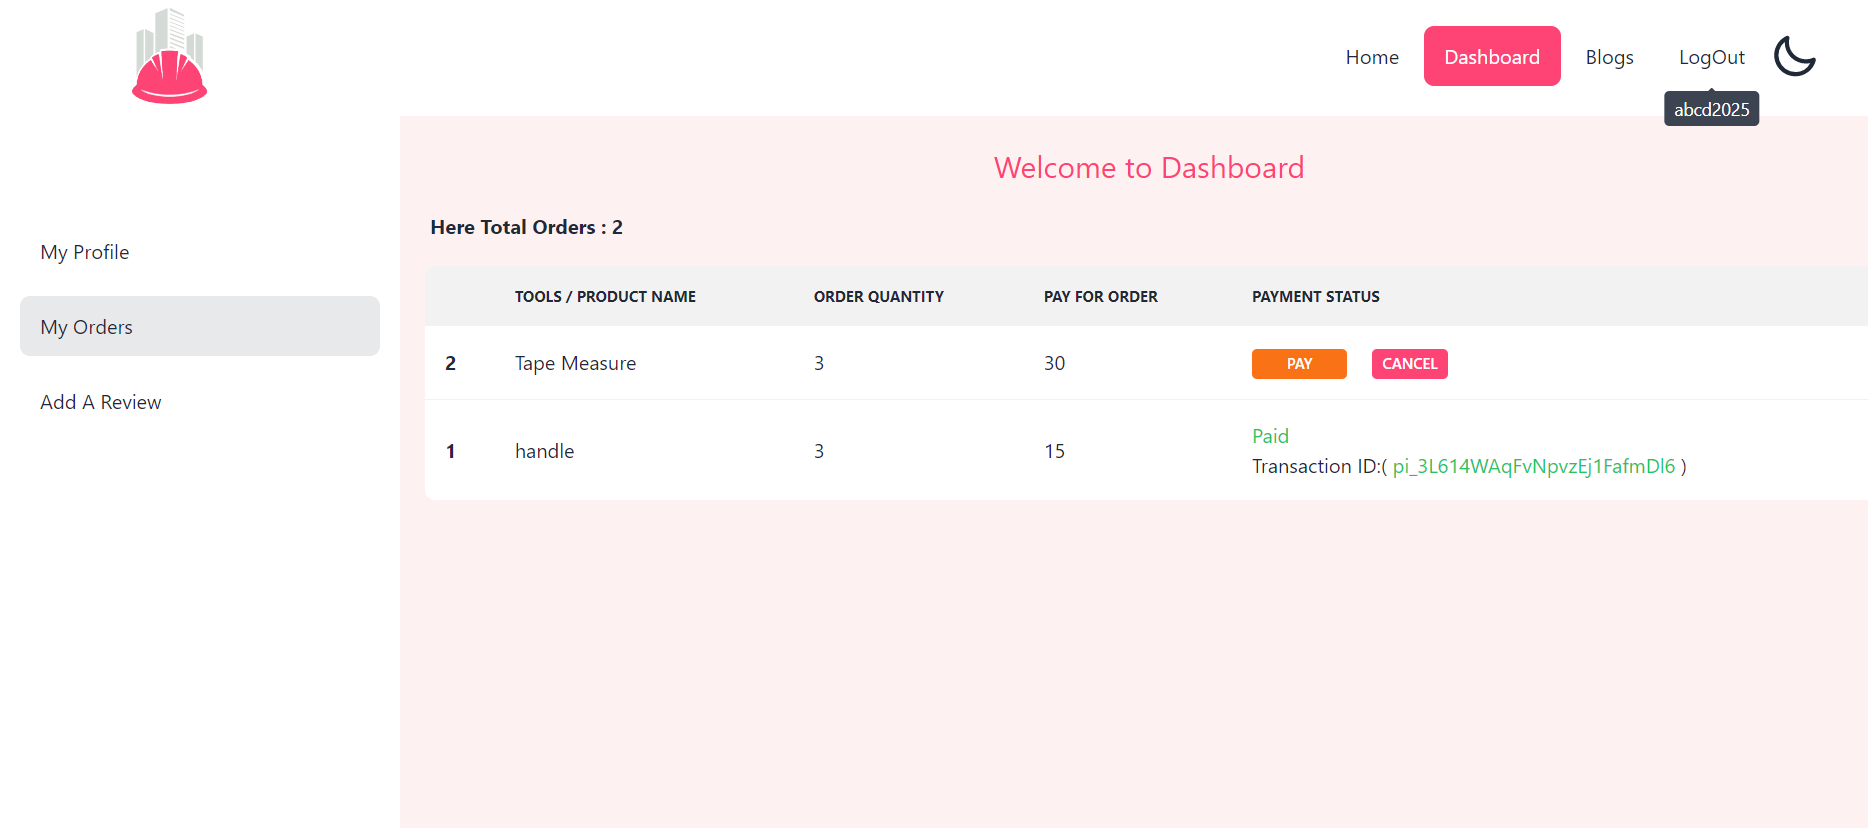 Home Dashboard Blogs LogOut
abcd2025
Welcome to Dashboard
Here Total Orders : 2
My Profile
My Orders
Add A Review
TOOLS / PRODUCT NAME ORDER QUANTITY PAY FOR ORDER PAYMENT STATUS
2 Tape Measure 3 30 PAY CANCEL
1 handle 3 15 Paid
Transaction ID:( pi_3L614WAqFvNpvzEj1FafmDl6 )